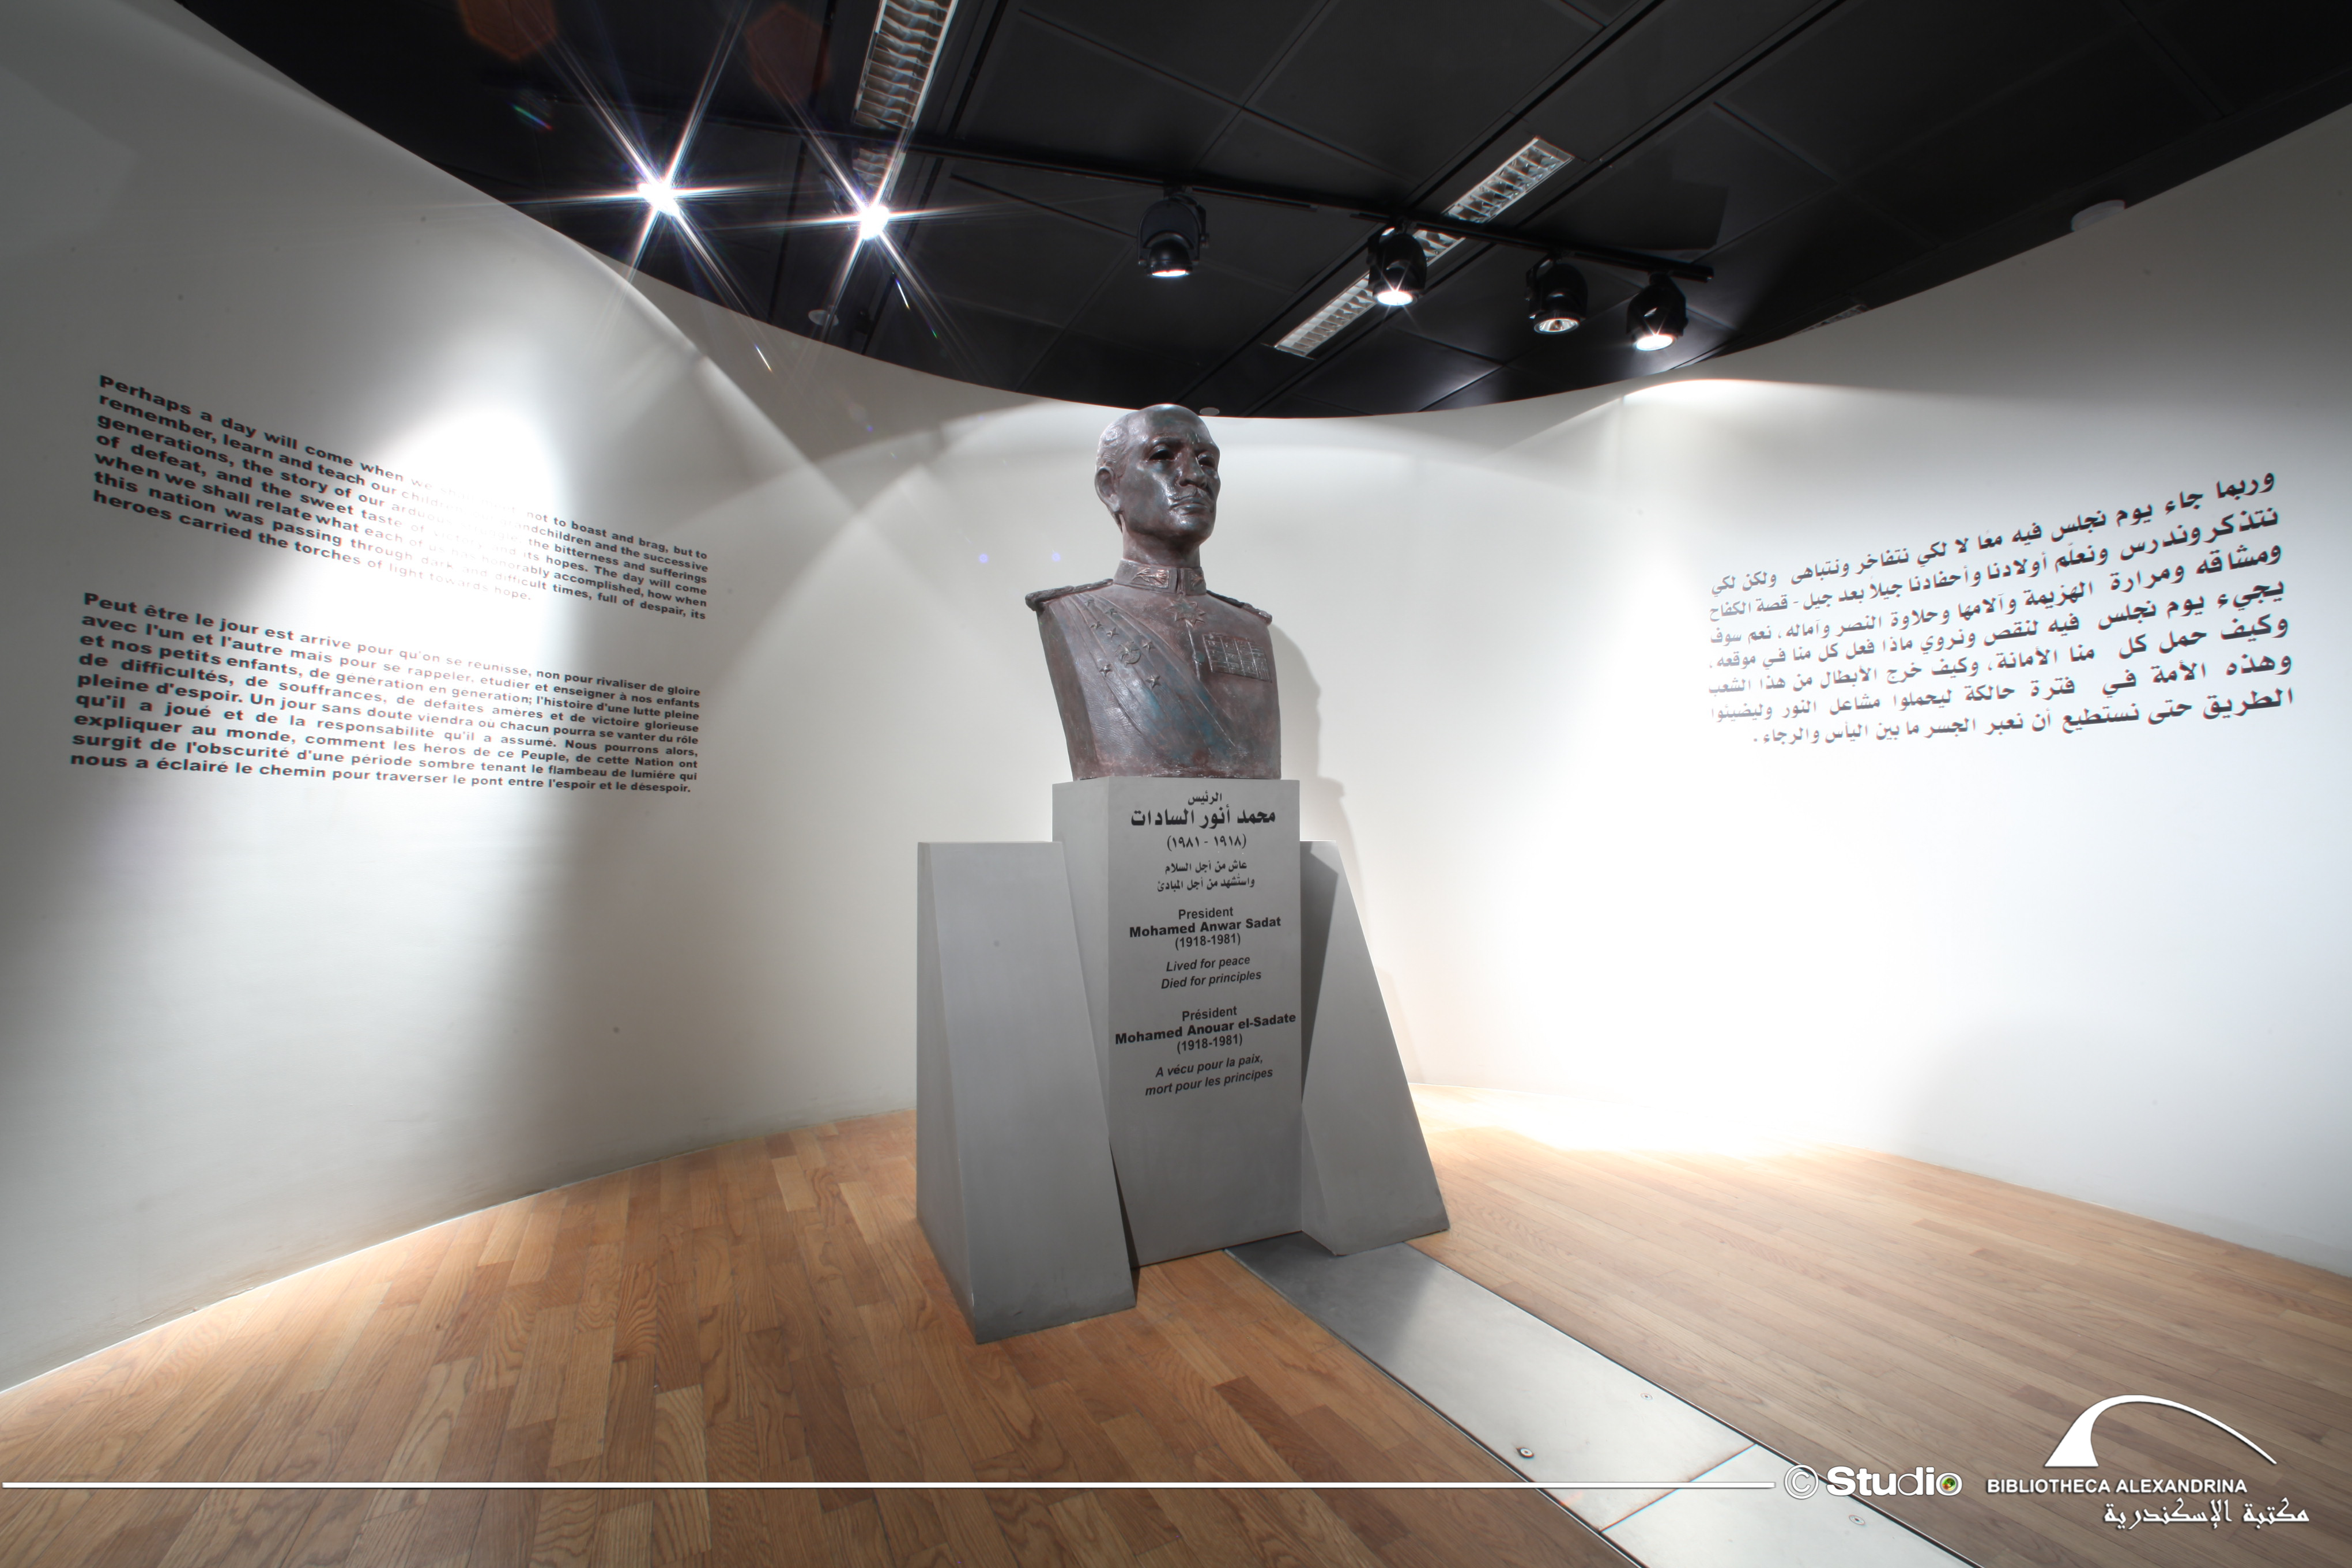 Perhaps a day will come when we not to boast and brag, but to
remember, learn and teach our children grandchildren and the successive
generations, the story of our arduous the bitterness and sufferings
of defeat, and the sweet taste of and its hopes. The day will come
when we shall relate what each of us has honorably accomplished, how when
this nation was passing through dark and difficult times, full of despair, its
heroes carried the torches of light towards hope.
Peut être le jour est arrive pour qu'on se réunisse, non pour rivaliser de gloire
avec l'un et l'autre mais pour se rappeler, etudier et enseigner à nos enfants
et nos petits enfants, de géneration en generation; l'histoire d'une lutte pleine
de difficultés, de souffrances, de defaites amères et de victoire glorieuse
pleine d'espoir. Un jour sans doute viendra où chacun pourra se vanter du rôle
qu'il a joué et de la responsabilite qu'il a assumé. Nous pourrons alors,
expliquer au monde, comment les héros de ce Peuple, de cette Nation ont
surgit de l'obscurité d'une période sombre tenant le flambeau de lumière qui
nous a éclairé le chemin pour traverser le pont entre l'espoir et le désespoir.
الرئيس
محمد أنور السادات
(١٩١٨ - ١٩٨١)
عاش من أجل السلام
واستُشهد من أجل المبادئ
President
Mohamed Anwar Sadat
(1918-1981)
Lived for peace
Died for principles
Président
Mohamed Anouar el-Sadate
(1918-1981)
A vécu pour la paix,
mort pour les principes
وربما جاء يوم نجلس فيه معًا لا لكي نتفاخر ونتباهى ولكن لكي
نتذكر وندرس ونعلّم أولادنا وأحفادنا جيلاً بعد جيل - قصة الكفاح
ومشاقه ومرارة الهزيمة وآلامها وحلاوة النصر وآماله، نعم سوف
يجيء يوم نجلس فيه لنقص ونروي ماذا فعل كل منا في موقعه،
وكيف حمل كل منا الأمانة، وكيف خرج الأبطال من هذا الشعب
وهذه الأمة في فترة حالكة ليحملوا مشاعل النور وليضيئوا
الطريق حتى نستطيع أن نعبر الجسر ما بين اليأس والرجاء.
© Studio
BIBLIOTHECA ALEXANDRINA
مكتبة الإسكندرية